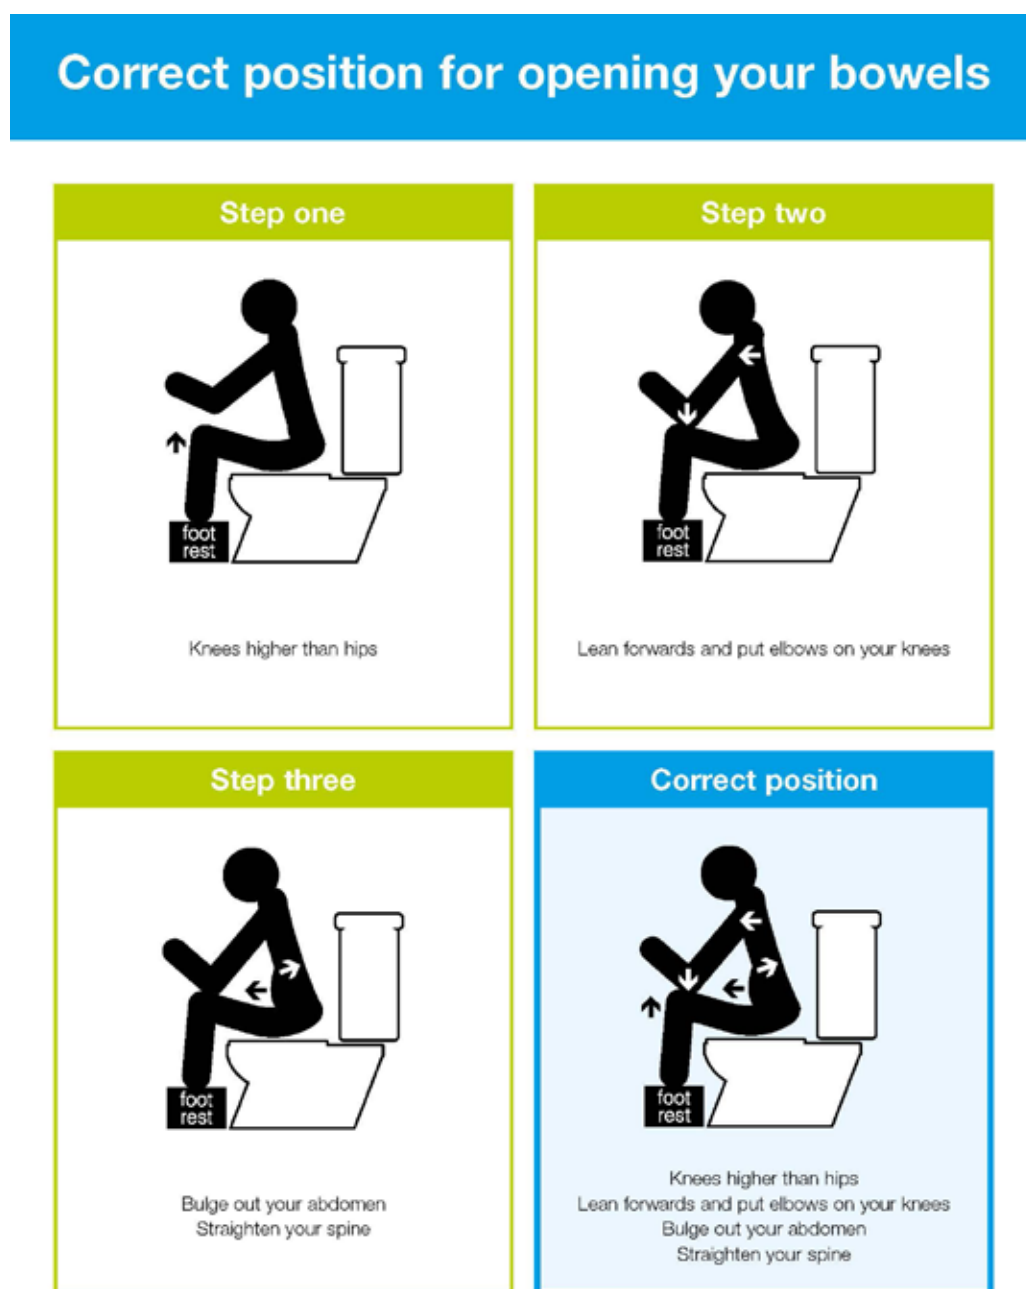 Correct position for opening your bowels
Step one
foot
rest
Knees higher than hips
Step two
foot
rest
Lean forwards and put elbows on your knees
Step three
foot
rest
Bulge out your abdomen
Straighten your spine
Correct position
foot
rest
Knees higher than hips
Lean forwards and put elbows on your knees
Bulge out your abdomen
Straighten your spine